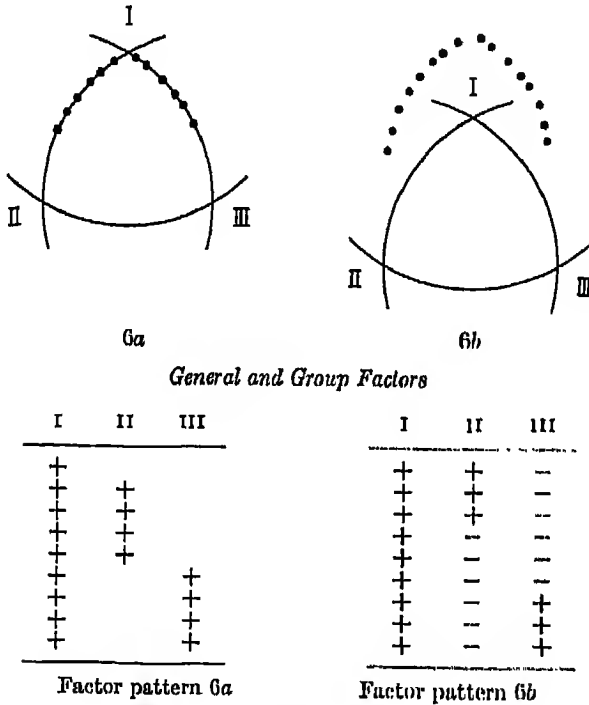 I
II III
6a
I
II III
6b
General and Group Factors
I II III
+
+ +
+ +
+ +
+ +
+ +
+ +
+ +
+ +
Factor pattern 6a
I II III
+ + −
+ + −
+ + −
+ − −
+ − −
+ − −
+ − +
+ − +
+ − +
Factor pattern 6b